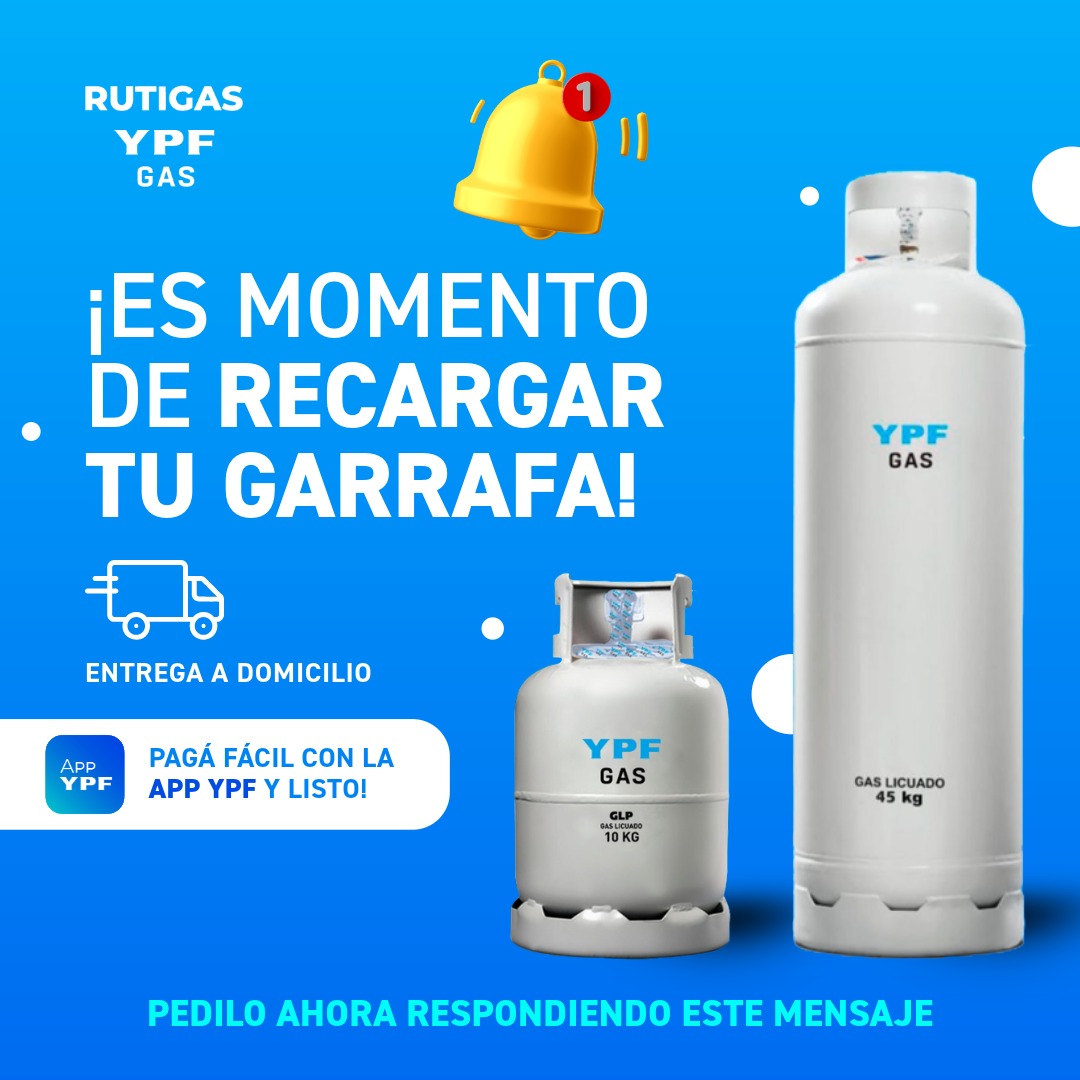 RUTIGAS
YPF
GAS
1
¡ES MOMENTO
DE RECARGAR
TU GARRAFA!
ENTREGA A DOMICILIO
APP
YPF
PAGÁ FÁCIL CON LA
APP YPF Y LISTO!
YPF
GAS
GLP
GAS LICUADO
10 KG
YPF
GAS
GAS LICUADO
45 kg
PEDILO AHORA RESPONDIENDO ESTE MENSAJE